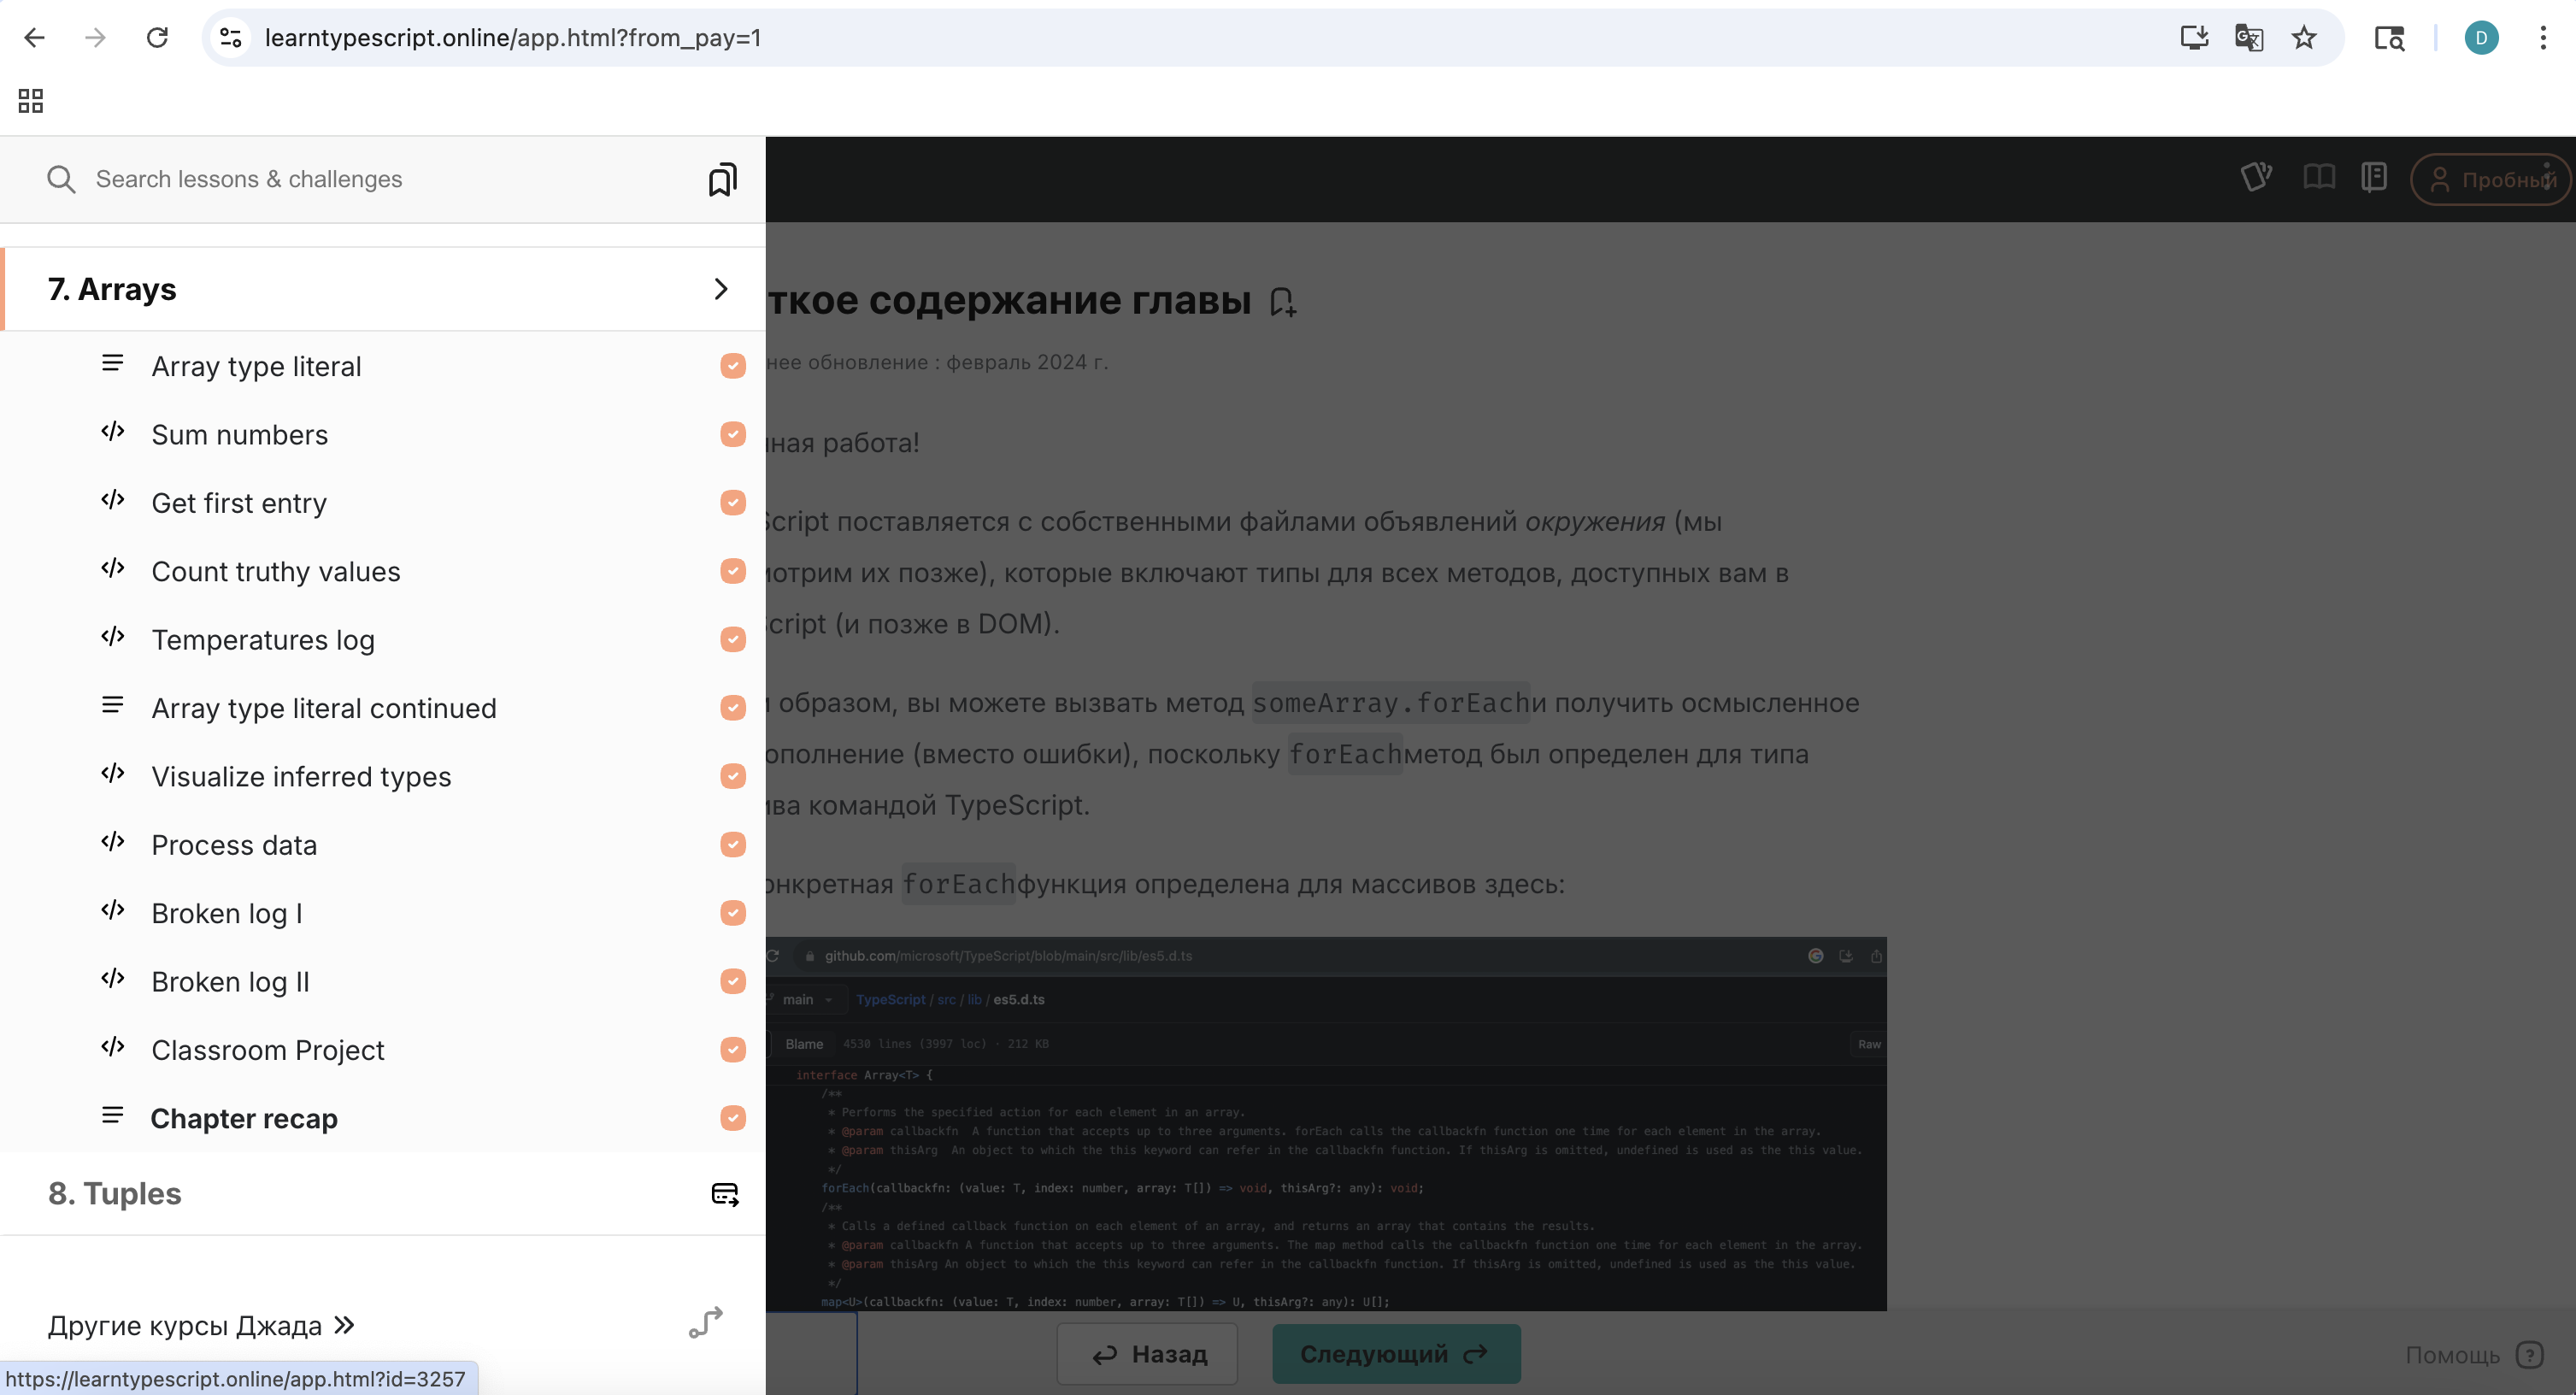 learntypescript.online/app.html?from_pay=1
D
Search lessons & challenges
Пробный
7. Arrays
Array type literal
Sum numbers
Get first entry
Count truthy values
Temperatures log
Array type literal continued
Visualize inferred types
Process data
Broken log I
Broken log II
Classroom Project
Chapter recap
8. Tuples
Другие курсы Джада
https://learntypescript.online/app.html?id=3257
ткое содержание главы
нее обновление : февраль 2024 г.
ная работа!
Script поставляется с собственными файлами объявлений окружения (мы
отрим их позже), которые включают типы для всех методов, доступных вам в
cript (и позже в DOM).
образом, вы можете вызвать метод someArray.forEachи получить осмысленное
ополнение (вместо ошибки), поскольку forEachметод был определен для типа
ва командой TypeScript.
онкретная forEachфункция определена для массивов здесь:
github.com/microsoft/TypeScript/blob/main/src/lib/es5.d.ts
main TypeScript / src / lib / es5.d.ts
Blame 4530 lines (3997 loc) · 212 KB Raw
interface Array<T> {
/**
* Performs the specified action for each element in an array.
* @param callbackfn  A function that accepts up to three arguments. forEach calls the callbackfn function one time for each element in the array.
* @param thisArg  An object to which the this keyword can refer in the callbackfn function. If thisArg is omitted, undefined is used as the this value.
*/
forEach(callbackfn: (value: T, index: number, array: T[]) => void, thisArg?: any): void;
/**
* Calls a defined callback function on each element of an array, and returns an array that contains the results.
* @param callbackfn A function that accepts up to three arguments. The map method calls the callbackfn function one time for each element in the array.
* @param thisArg An object to which the this keyword can refer in the callbackfn function. If thisArg is omitted, undefined is used as the this value.
*/
map<U>(callbackfn: (value: T, index: number, array: T[]) => U, thisArg?: any): U[];
Назад
Следующий
Помощь